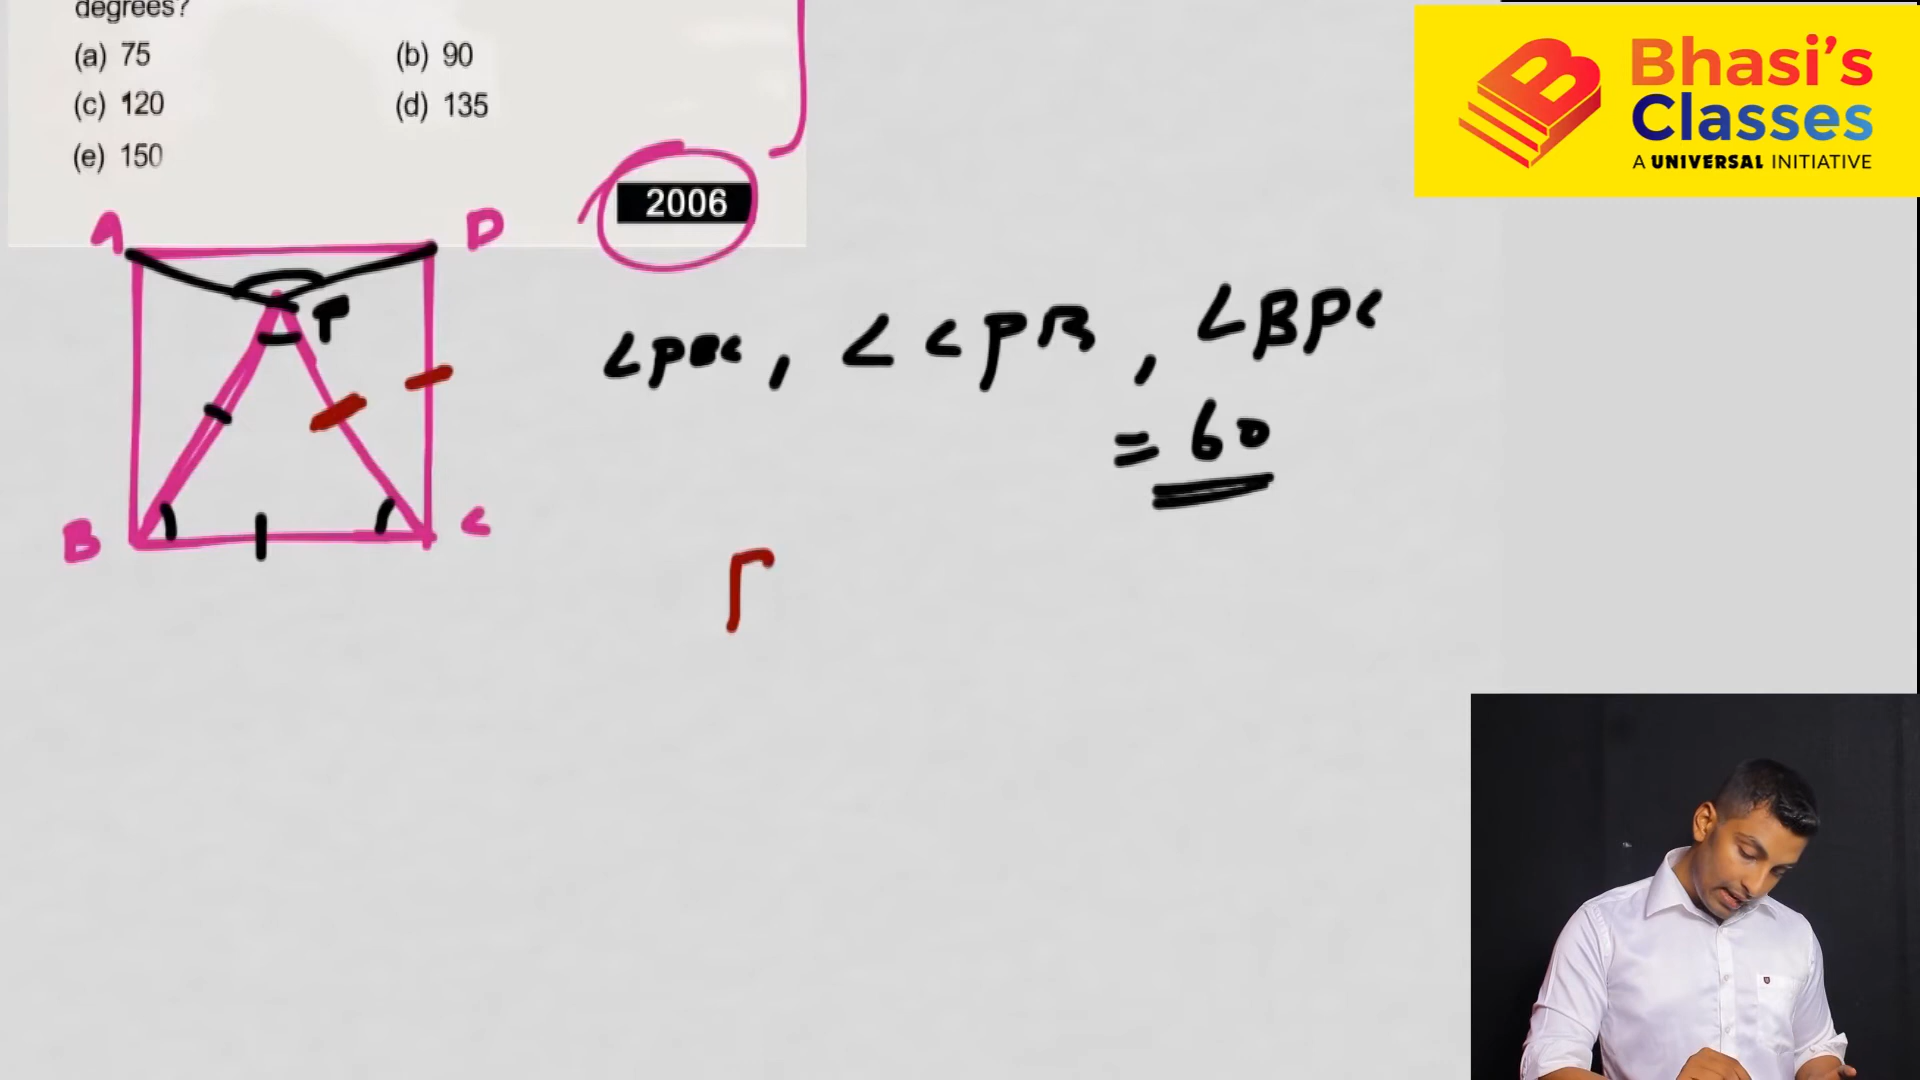 degrees?
(a) 75 (b) 90
(c) 120 (d) 135
(e) 150
2006
Bhasi's
Classes
A UNIVERSAL INITIATIVE
A D
P
B C
∠PBC, ∠CPB, ∠BPC
= 60